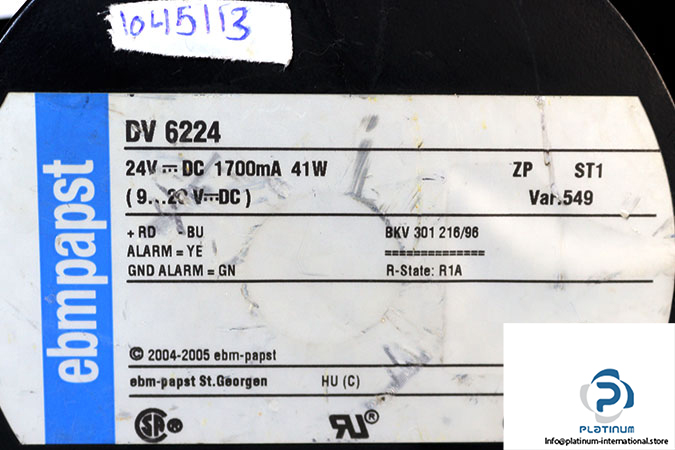 1045113
ebmpapst
DV 6224
24V ⎓ DC 1700mA 41W ZP ST1
(9... V⎓DC) Var.549
+ RD - BU BKV 301 216/96
ALARM = YE ===============
GND ALARM = GN R-State: R1A
© 2004-2005 ebm-papst
ebm-papst St.Georgen HU (C)
PLATINUM
Info@platinum-international.store